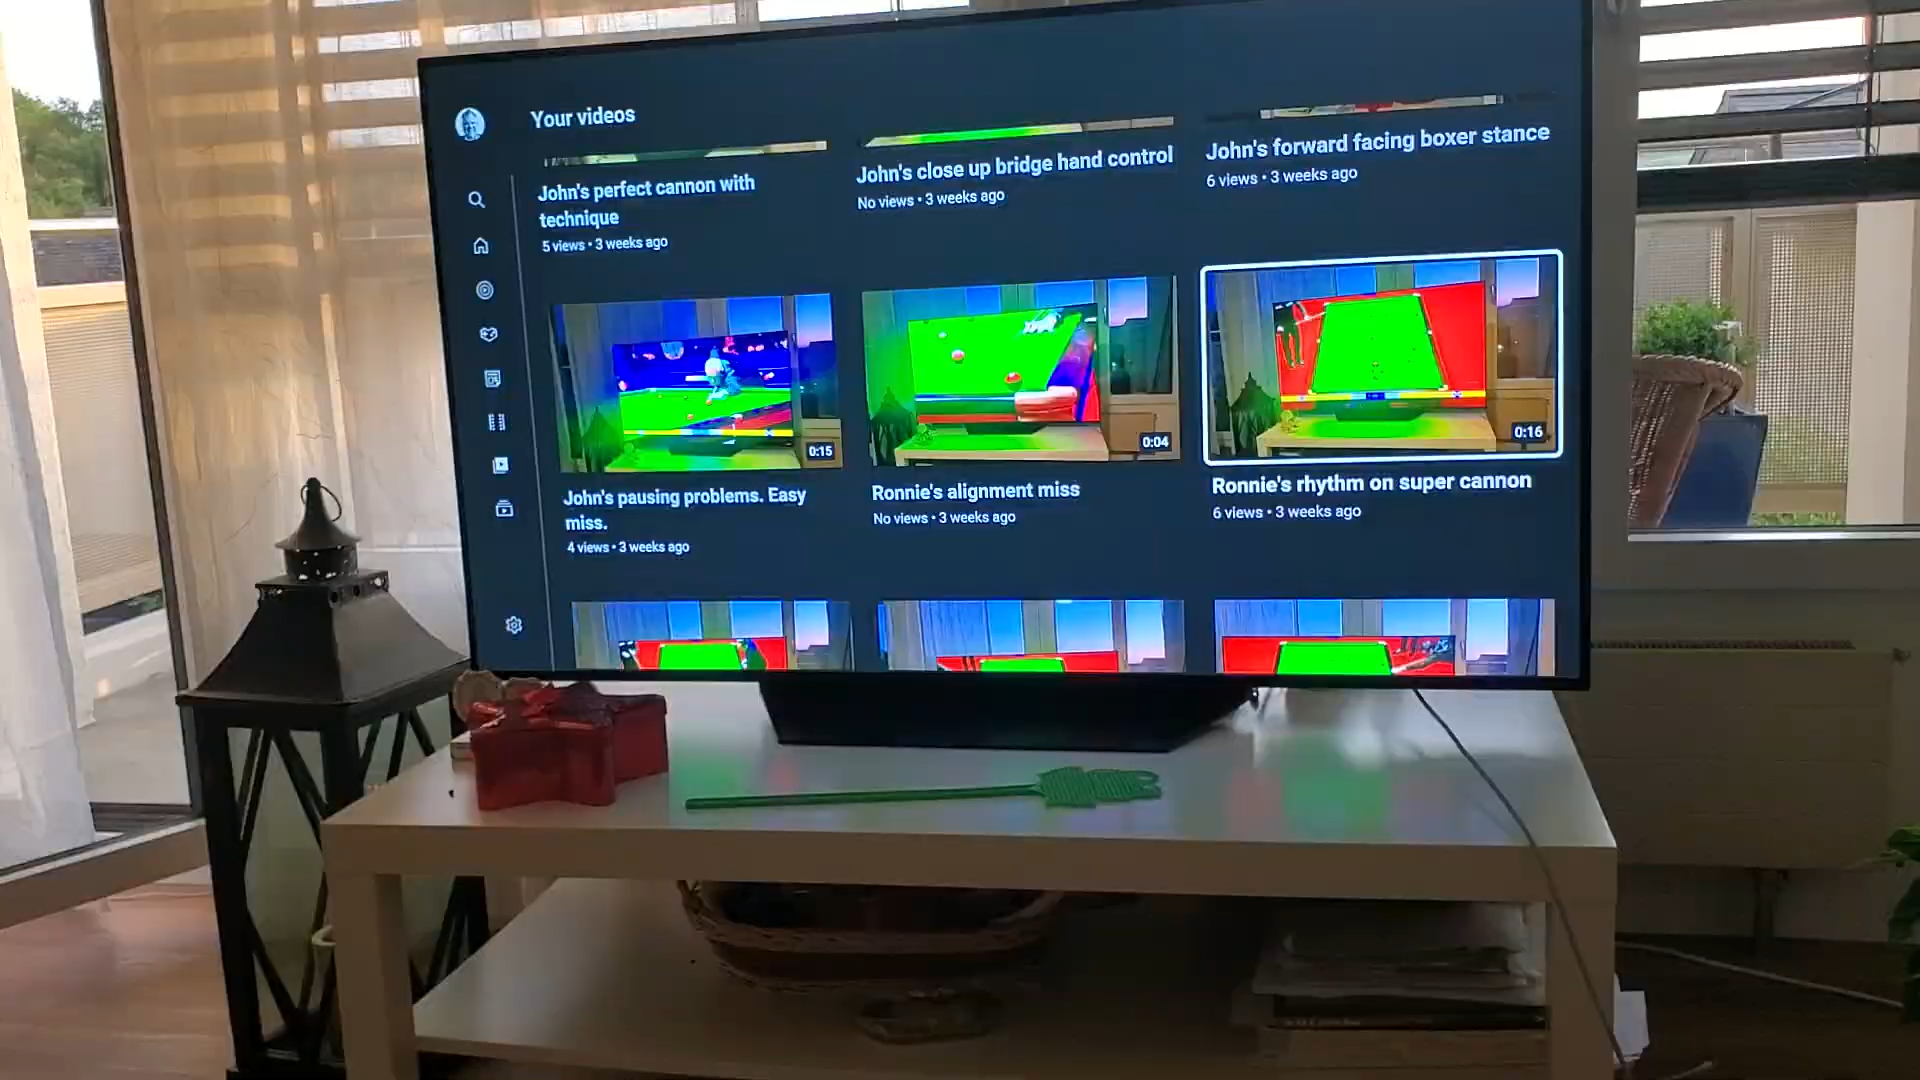 Your videos
John's perfect cannon with
technique
5 views • 3 weeks ago
John's close up bridge hand control
No views • 3 weeks ago
John's forward facing boxer stance
6 views • 3 weeks ago
0:15
John's pausing problems. Easy
miss.
4 views • 3 weeks ago
0:04
Ronnie's alignment miss
No views • 3 weeks ago
0:16
Ronnie's rhythm on super cannon
6 views • 3 weeks ago